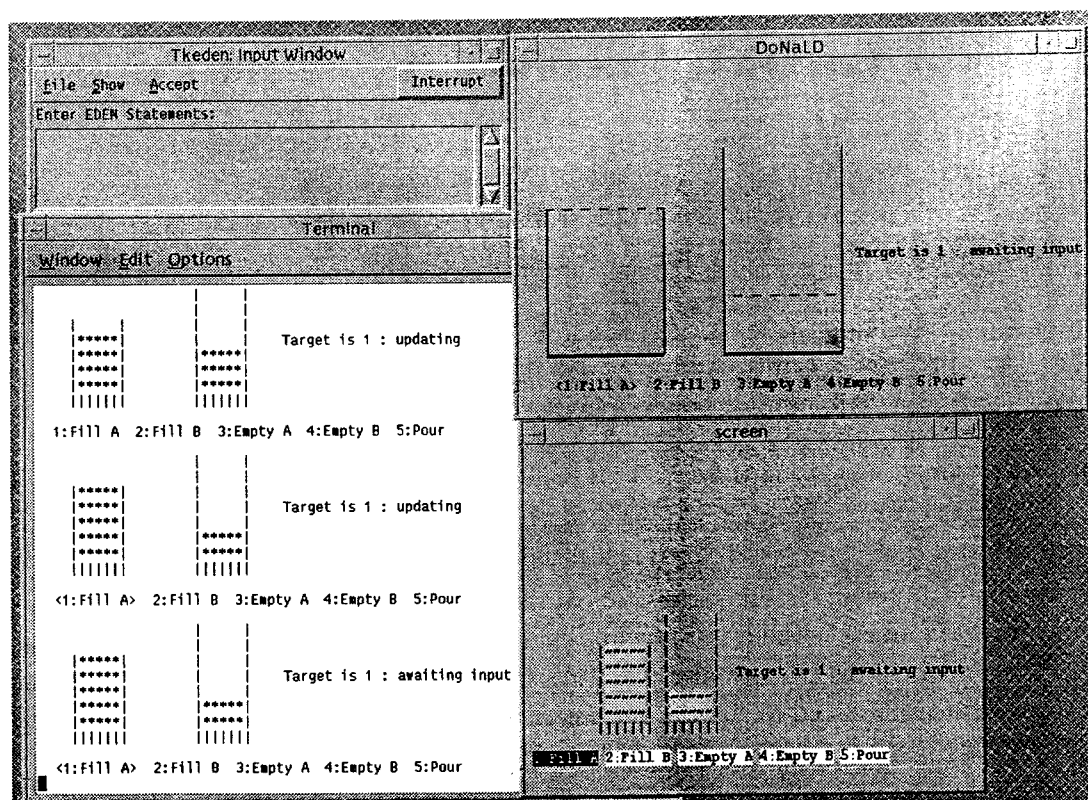 Tkeden: Input Window
File Show Accept Interrupt
Enter EDEN Statements:
Terminal
Window Edit Options
Target is 1 : updating
1:Fill A 2:Fill B 3:Empty A 4:Empty B 5:Pour
Target is 1 : updating
<1:Fill A> 2:Fill B 3:Empty A 4:Empty B 5:Pour
Target is 1 : awaiting input
<1:Fill A> 2:Fill B 3:Empty A 4:Empty B 5:Pour
DoNaLD
Target is 1 : awaiting input
<1:Fill A> 2:Fill B 3:Empty A 4:Empty B 5:Pour
screen
Target is 1 : awaiting input
: Fill A 2:Fill B 3:Empty A 4:Empty B 5:Pour